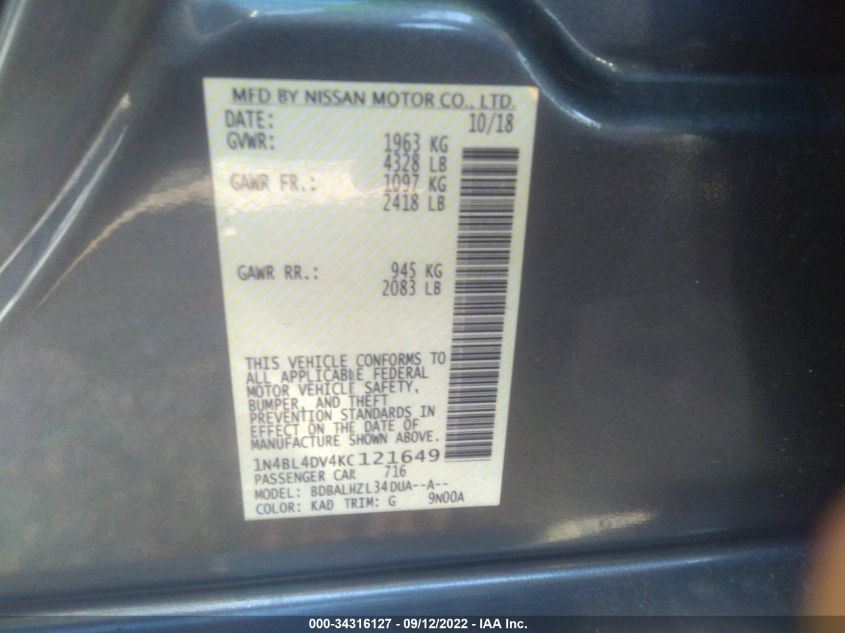 MFD BY NISSAN MOTOR CO., LTD.
DATE: 10/18
GVWR: 1963 KG
4328 LB
GAWR FR.: 1097 KG
2418 LB
GAWR RR.: 945 KG
2083 LB
THIS VEHICLE CONFORMS TO
ALL APPLICABLE FEDERAL
MOTOR VEHICLE SAFETY,
BUMPER, AND THEFT
PREVENTION STANDARDS IN
EFFECT ON THE DATE OF
MANUFACTURE SHOWN ABOVE.
1N4BL4DV4KC121649
PASSENGER CAR 716
MODEL: BDBALHZL34DUA--A--
COLOR: KAD TRIM: G 9N00A
000-34316127 - 09/12/2022 - IAA Inc.